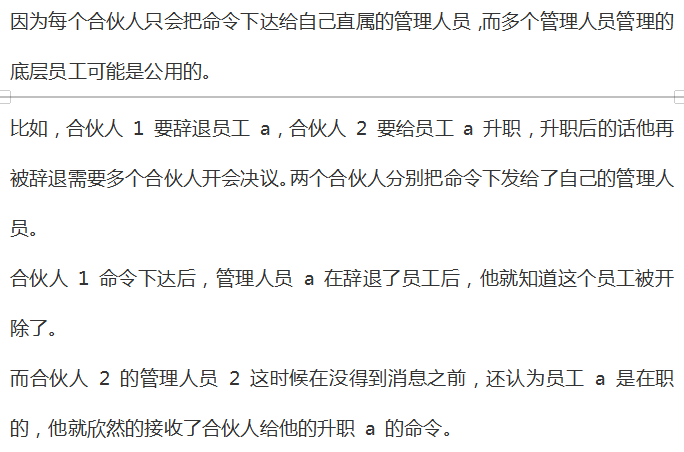 因为每个合伙人只会把命令下达给自己直属的管理人员,而多个管理人员管理的
底层员工可能是公用的。
比如，合伙人 1 要辞退员工 a，合伙人 2 要给员工 a 升职，升职后的话他再
被辞退需要多个合伙人开会决议。两个合伙人分别把命令下发给了自己的管理人
员。
合伙人 1 命令下达后，管理人员 a 在辞退了员工后，他就知道这个员工被开
除了。
而合伙人 2 的管理人员 2 这时候在没得到消息之前，还认为员工 a 是在职
的，他就欣然的接收了合伙人给他的升职 a 的命令。